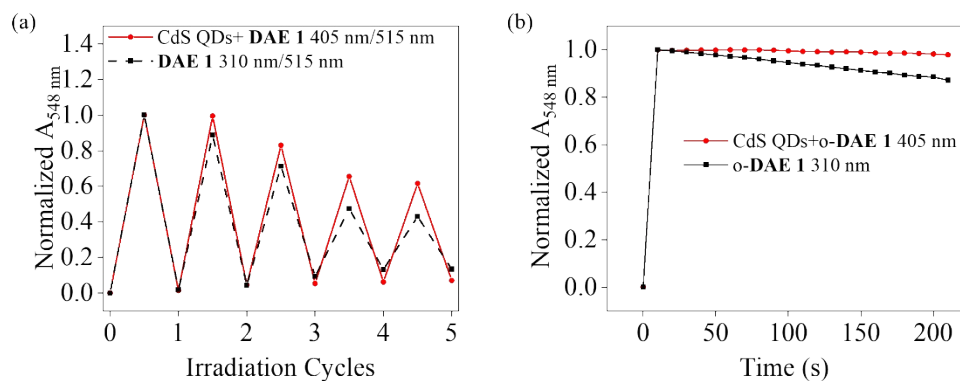 (a)
CdS QDs+ DAE 1 405 nm/515 nm
DAE 1 310 nm/515 nm
Normalized A548 nm
1.4
1.2
1.0
0.8
0.6
0.4
0.2
0.0
0 1 2 3 4 5
Irradiation Cycles
(b)
CdS QDs+o-DAE 1 405 nm
o-DAE 1 310 nm
Normalized A548 nm
1.0
0.8
0.6
0.4
0.2
0.0
0 50 100 150 200
Time (s)